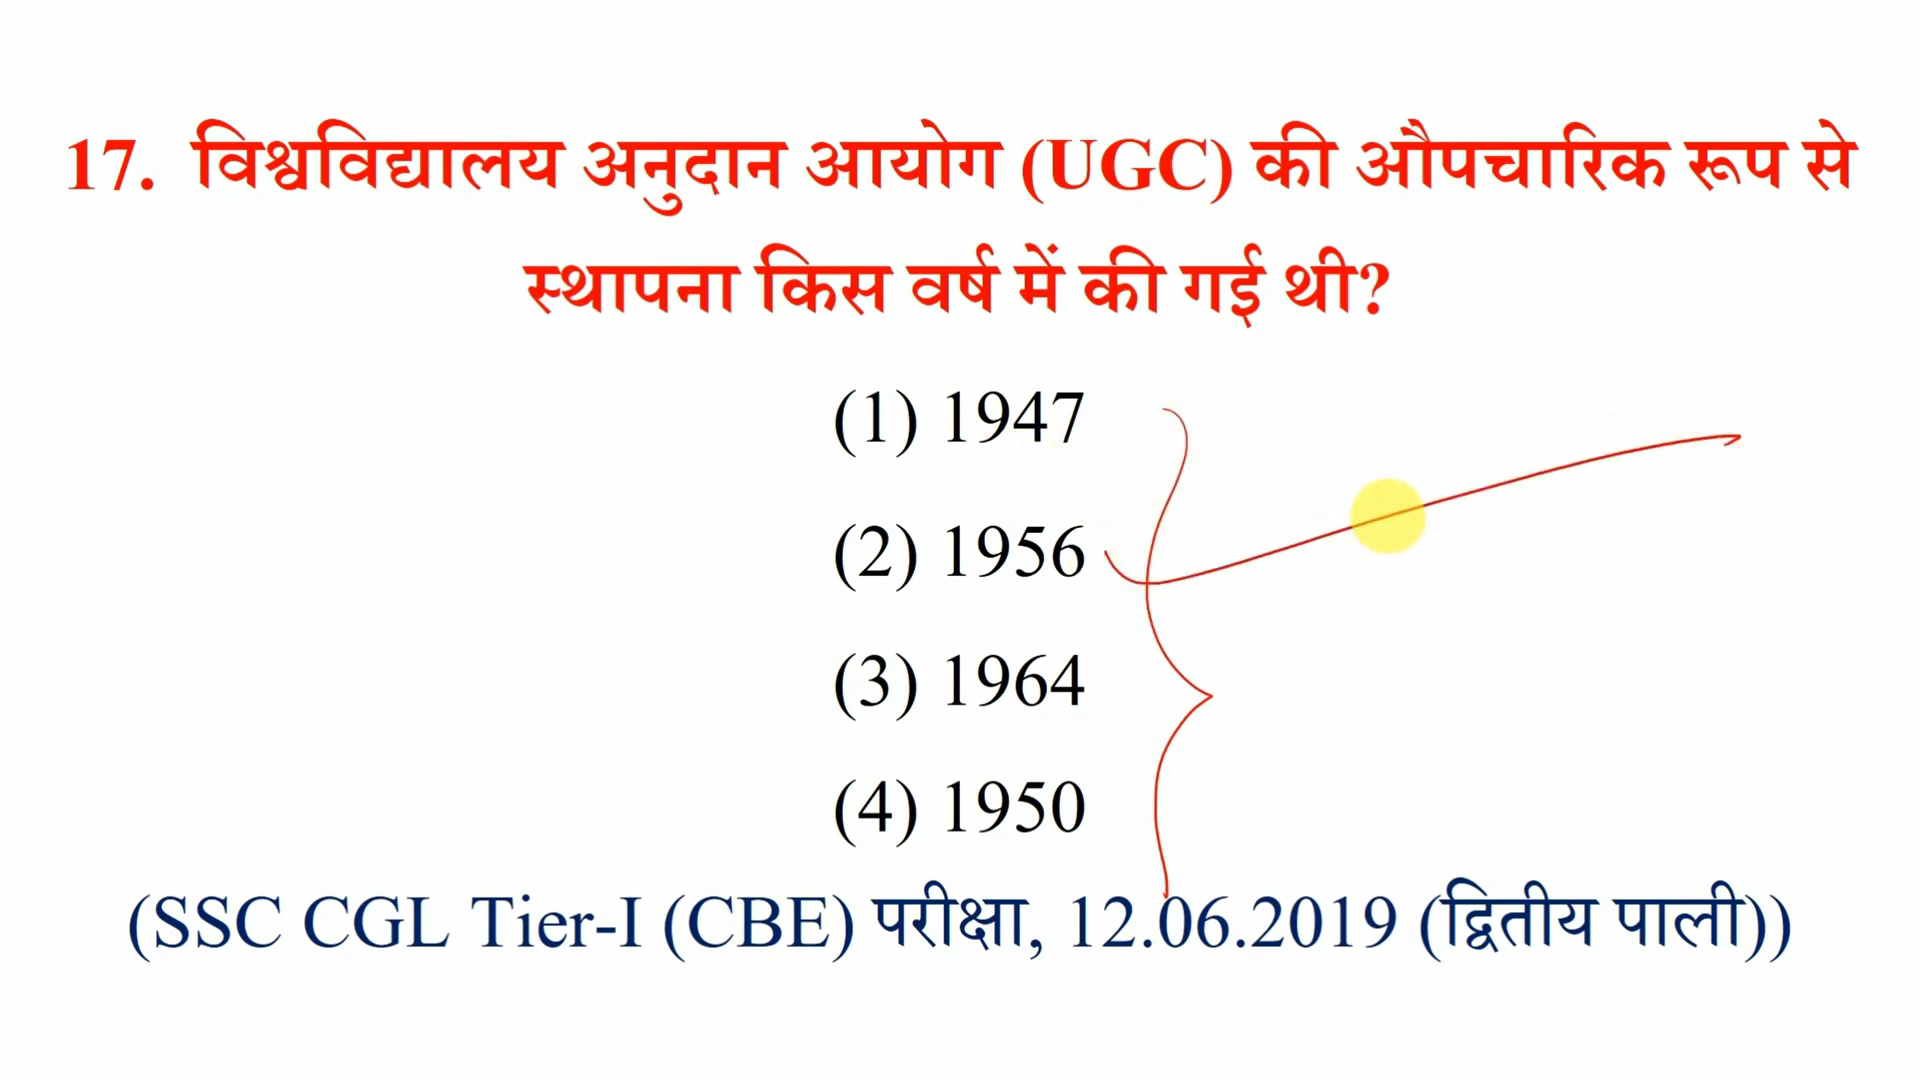 17. विश्वविद्यालय अनुदान आयोग (UGC) की औपचारिक रूप से
स्थापना किस वर्ष में की गई थी?
(1) 1947
(2) 1956
(3) 1964
(4) 1950
(SSC CGL Tier-I (CBE) परीक्षा, 12.06.2019 (द्वितीय पाली))